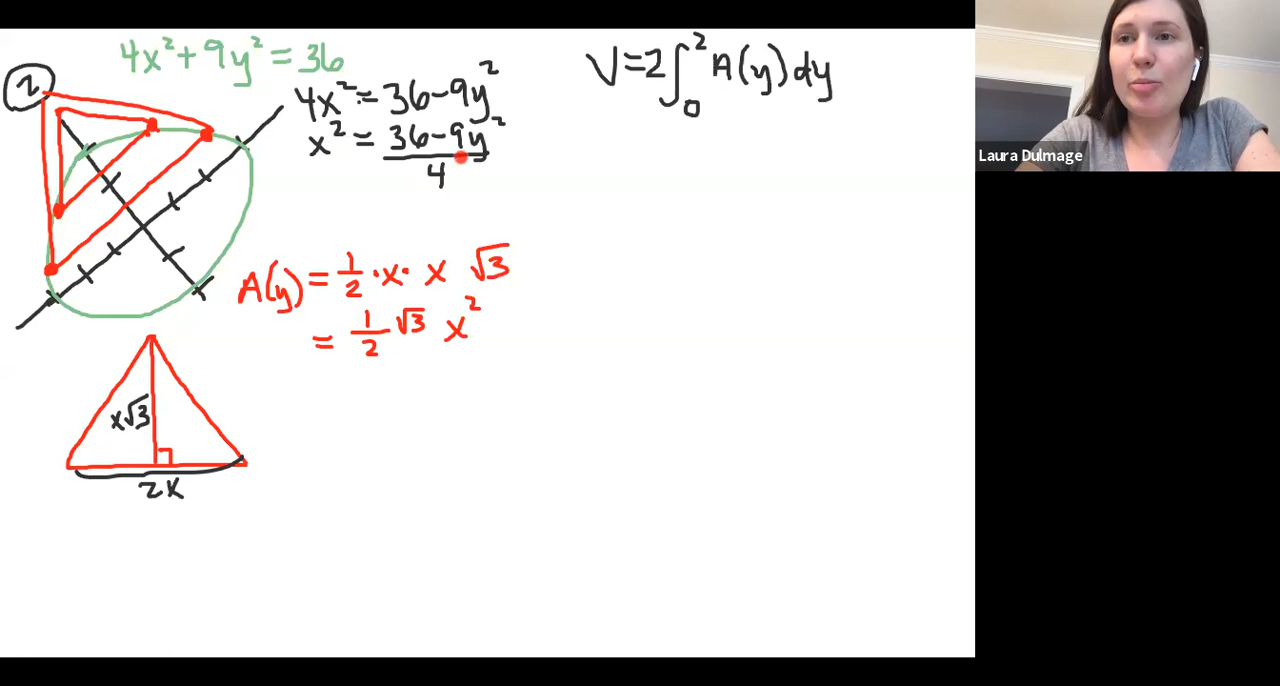 4x² + 9y² = 36
②
4x² = 36 - 9y²
x² = (36 - 9y²)/4
V = 2∫₀² A(y) dy
Laura Dulmage
A(y) = 1/2 · x · x √3
= 1/2 √3 x²
x√3
2x